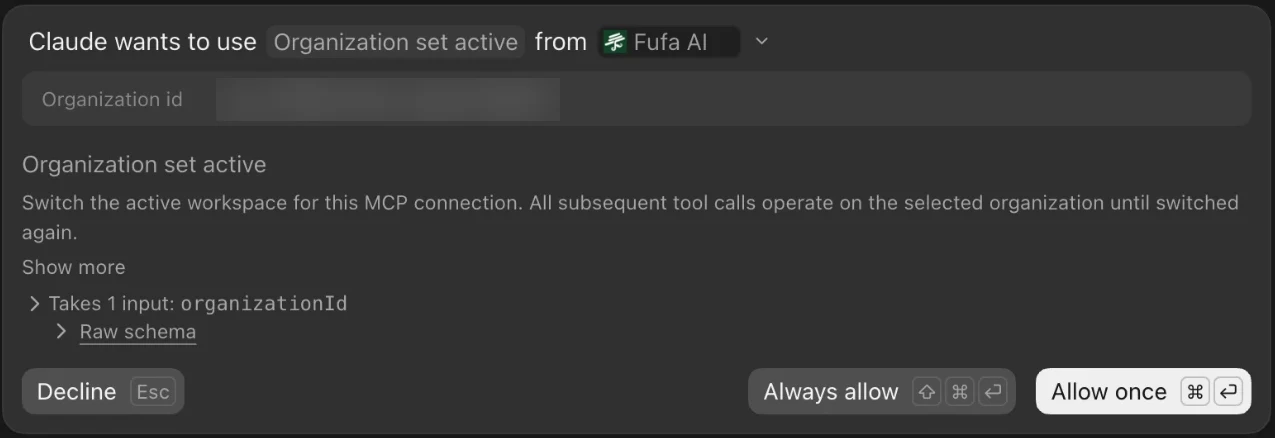 Claude wants to use Organization set active from Fufa AI
Organization id
Organization set active
Switch the active workspace for this MCP connection. All subsequent tool calls operate on the selected organization until switched
again.
Show more
Takes 1 input: organizationId
Raw schema
Decline Esc Always allow ⇧ ⌘ ↵ Allow once ⌘ ↵